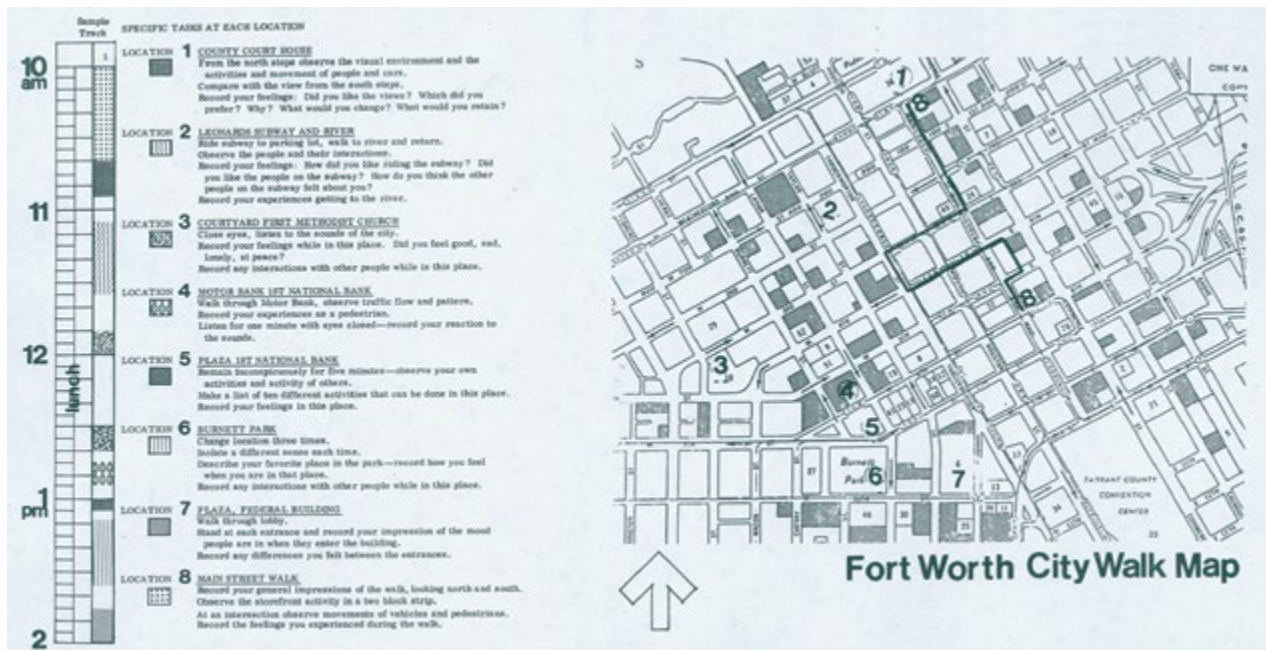 Sample
Track
SPECIFIC TASKS AT EACH LOCATION
1
10
am
11
12
lunch
1
pm
2
LOCATION 1 COUNTY COURT HOUSE
From the north steps observe the visual environment and the
activities and movement of people and cars.
Compare with the view from the south steps.
Record your feelings: Did you like the views? Which did you
prefer? Why? What would you change? What would you retain?
LOCATION 2 LEONARDS SUBWAY AND RIVER
Ride subway to parking lot, walk to river and return.
Observe the people and their interactions.
Record your feelings: How did you like riding the subway? Did
you like the people on the subway? How do you think the other
people on the subway felt about you?
Record your experiences getting to the river.
LOCATION 3 COURTYARD FIRST METHODIST CHURCH
Close eyes, listen to the sounds of the city.
Record your feelings while in this place. Did you feel good, sad,
lonely, at peace?
Record any interactions with other people while in this place.
LOCATION 4 MOTOR BANK 1ST NATIONAL BANK
Walk through Motor Bank, observe traffic flow and pattern.
Record your experiences as a pedestrian.
Listen for one minute with eyes closed—record your reaction to
the sounds.
LOCATION 5 PLAZA 1ST NATIONAL BANK
Remain inconspicuously for five minutes—observe your own
activities and activity of others.
Make a list of ten different activities that can be done in this place.
Record your feelings in this place.
LOCATION 6 BURNETT PARK
Change location three times.
Isolate a different sense each time.
Describe your favorite place in the park—record how you feel
when you are in that place.
Record any interactions with other people while in this place.
LOCATION 7 PLAZA, FEDERAL BUILDING
Walk through lobby.
Stand at each entrance and record your impression of the mood
people are in when they enter the building.
Record any differences you felt between the entrances.
LOCATION 8 MAIN STREET WALK
Record your general impressions of the walk, looking north and south.
Observe the storefront activity in a two block strip.
At an intersection observe movements of vehicles and pedestrians.
Record the feelings you experienced during the walk.
ONE WA
COPY
1
8
2
8
3
4
5
Burnett
Park
6
7
TARRANT COUNTY
CONVENTION
CENTER
Fort Worth City Walk Map